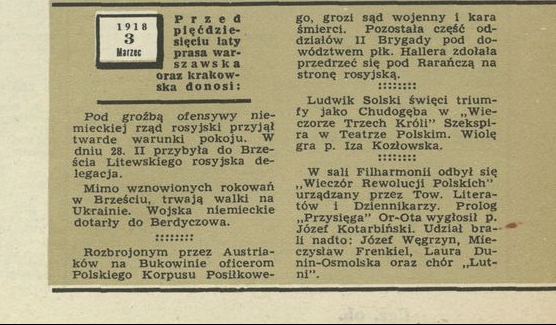 1918
3
Marzec
Przed
pięćdzie-
sięciu laty
prasa war-
szawska
oraz krakow-
ska donosi:
Pod groźbą ofensywy nie-
mieckiej rząd rosyjski przyjął
twarde warunki pokoju. W
dniu 28. II przybyła do Brze-
ścia Litewskiego rosyjska de-
legacja.
Mimo wznowionych rokowań
w Brześciu, trwają walki na
Ukrainie. Wojska niemieckie
dotarły do Berdyczowa.
Rozbrojonym przez Austria-
ków na Bukowinie oficerom
Polskiego Korpusu Posiłkowe-
go, grozi sąd wojenny i kara
śmierci. Pozostała część od-
działów II Brygady pod do-
wództwem płk. Hallera zdołała
przedrzeć się pod Rarańczą na
stronę rosyjską.
Ludwik Solski święci trium-
fy jako Chudogęba w „Wie-
czorze Trzech Króli" Szekspi-
ra w Teatrze Polskim. Wiolę
gra p. Iza Kozłowska.
W sali Filharmonii odbył się
„Wieczór Rewolucji Polskich"
urządzany przez Tow. Litera-
tów i Dziennikarzy. Prolog
„Przysięga" Or-Ota wygłosił p.
Józef Kotarbiński. Udział bra-
li nadto: Józef Węgrzyn, Mie-
czysław Frenkiel, Laura Du-
nin-Osmolska oraz chór „Lut-
ni".